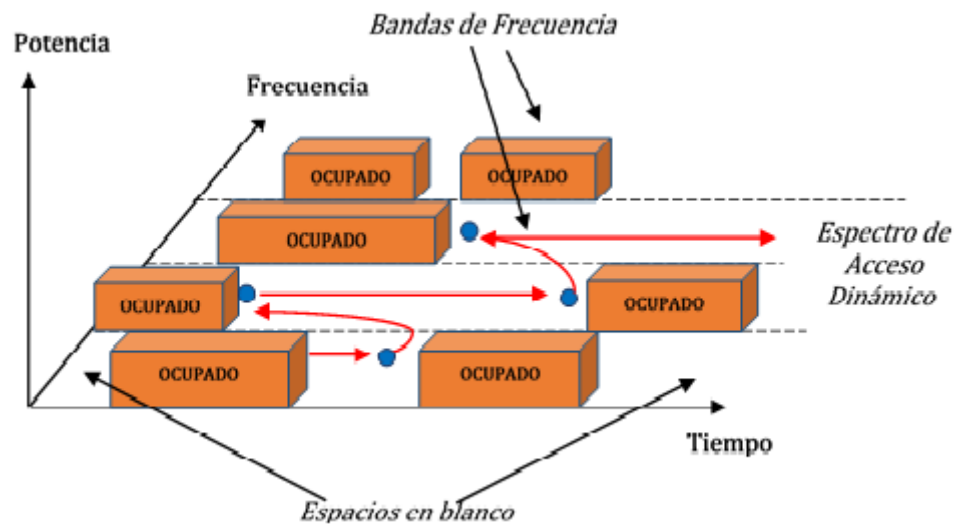 Bandas de Frecuencia
Potencia
Frecuencia
OCUPADO
OCUPADO
OCUPADO
Espectro de
Acceso
Dinámico
OCUPADO
OCUPADO
OCUPADO
OCUPADO
Tiempo
Espacios en blanco